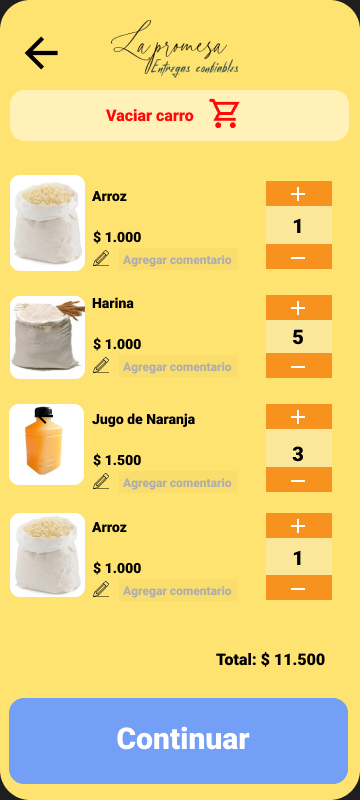 La promesa
Entregas confiables
Vaciar carro
Arroz
$ 1.000
Agregar comentario
1
Harina
$ 1.000
Agregar comentario
5
Jugo de Naranja
$ 1.500
Agregar comentario
3
Arroz
$ 1.000
Agregar comentario
1
Total: $ 11.500
Continuar